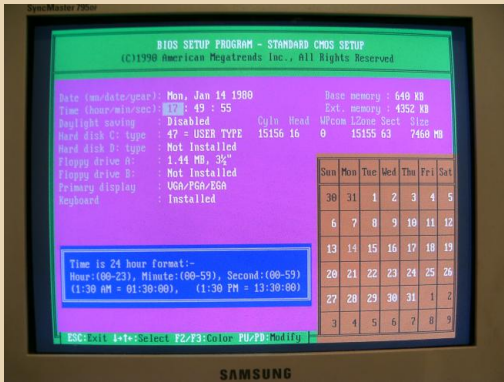 SyncMaster 795DF
BIOS SETUP PROGRAM - STANDARD CMOS SETUP
(C)1990 American Megatrends Inc., All Rights Reserved
Date (mn/date/year): Mon, Jan 14 1980 Base memory : 640 KB
Time (hour/min/sec): 17 : 49 : 55 Ext. memory : 4352 KB
Daylight saving : Disabled Cyln Head WPcom LZone Sect Size
Hard disk C: type : 47 = USER TYPE 15156 16 0 15155 63 7460 MB
Hard disk D: type : Not Installed
Floppy drive A: : 1.44 MB, 3½"
Floppy drive B: : Not Installed
Primary display : VGA/PGA/EGA
Keyboard : Installed
Sun Mon Tue Wed Thu Fri Sat
30 31 1 2 3 4 5
6 7 8 9 10 11 12
13 14 15 16 17 18 19
20 21 22 23 24 25 26
27 28 29 30 31 1 2
3 4 5 6 7 8 9
Time is 24 hour format:-
Hour:(00-23), Minute:(00-59), Second:(00-59)
(1:30 AM = 01:30:00), (1:30 PM = 13:30:00)
ESC:Exit ↓→↑←:Select F2/F3:Color PU/PD:Modify
SAMSUNG